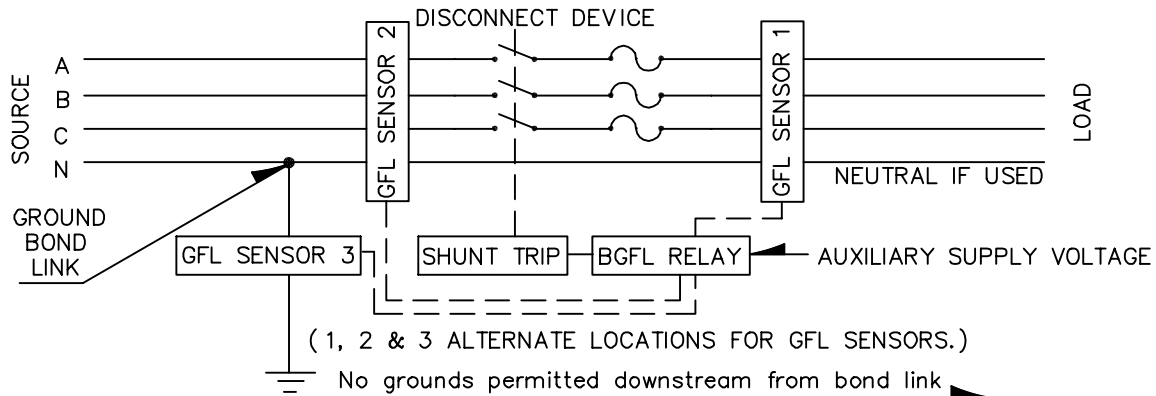 DISCONNECT DEVICE
SOURCE
A
B
C
N
GFL SENSOR 2
GFL SENSOR 1
LOAD
NEUTRAL IF USED
GROUND
BOND
LINK
GFL SENSOR 3
SHUNT TRIP
BGFL RELAY
AUXILIARY SUPPLY VOLTAGE
( 1, 2 & 3 ALTERNATE LOCATIONS FOR GFL SENSORS.)
No grounds permitted downstream from bond link